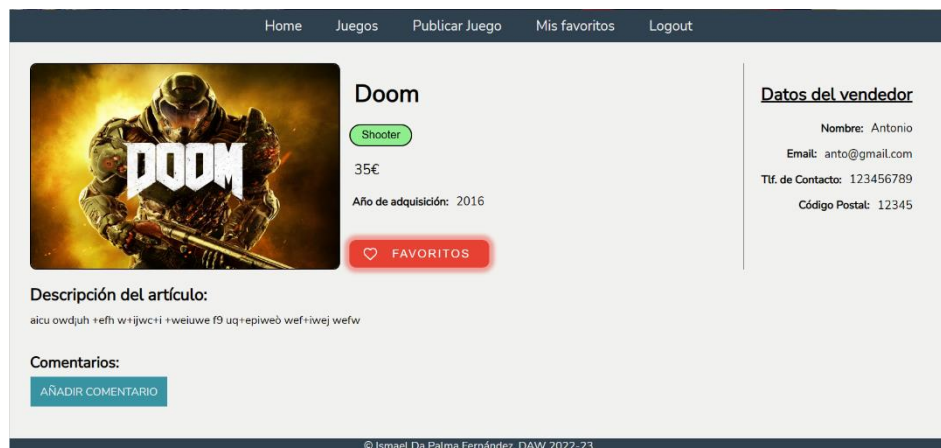 Home Juegos Publicar Juego Mis favoritos Logout
DOOM
Doom
Shooter
35€
Año de adquisición: 2016
FAVORITOS
Datos del vendedor
Nombre: Antonio
Email: anto@gmail.com
Tlf. de Contacto: 123456789
Código Postal: 12345
Descripción del artículo:
aicu owd¡uh +efh w+ijwc+i +weiuwe f9 uq+epiweò wef+iwej wefw
Comentarios:
AÑADIR COMENTARIO
© Ismael Da Palma Fernández. DAW 2022-23